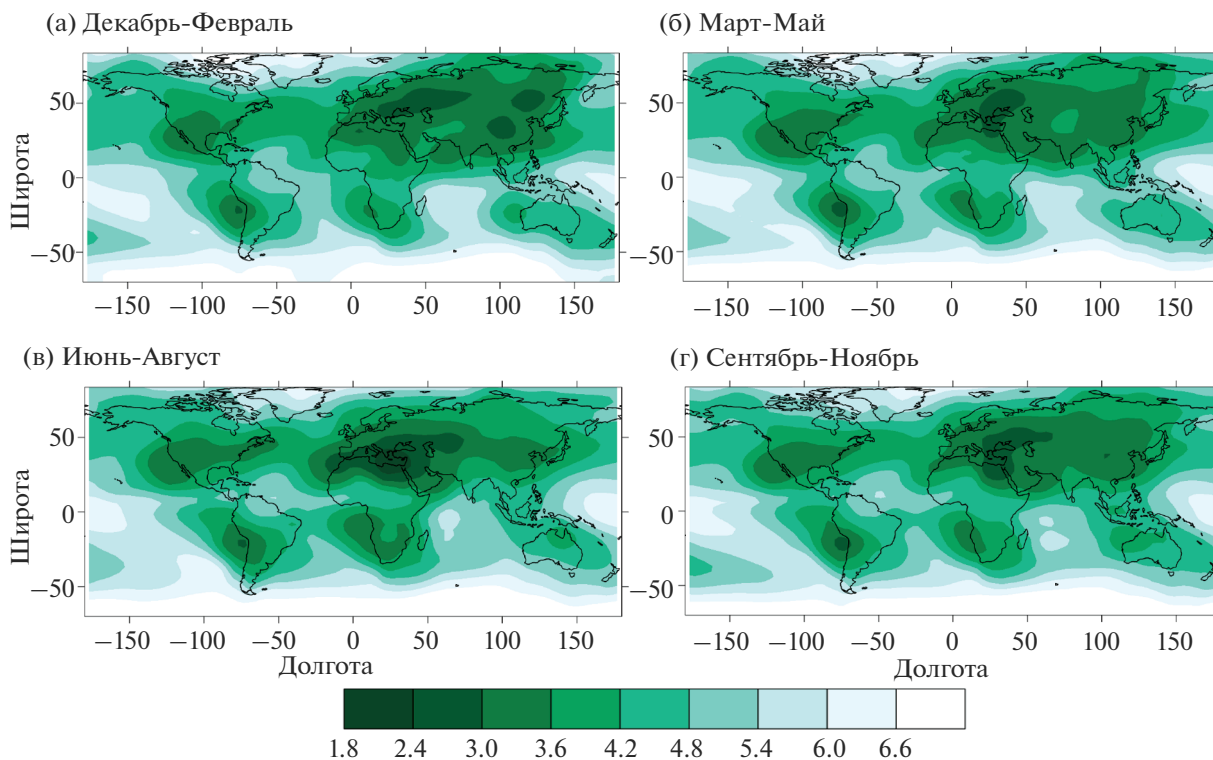 (а) Декабрь-Февраль
(б) Март-Май
Широта
50
0
−50
50
0
−50
−150 −100 −50 0 50 100 150
−150 −100 −50 0 50 100 150
(в) Июнь-Август
(г) Сентябрь-Ноябрь
Широта
50
0
−50
50
0
−50
−150 −100 −50 0 50 100 150
−150 −100 −50 0 50 100 150
Долгота
Долгота
1.8 2.4 3.0 3.6 4.2 4.8 5.4 6.0 6.6